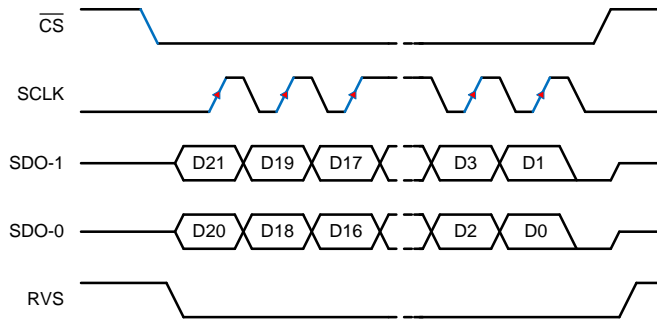 CS
SCLK
SDO-1 D21 D19 D17 D3 D1
SDO-0 D20 D18 D16 D2 D0
RVS